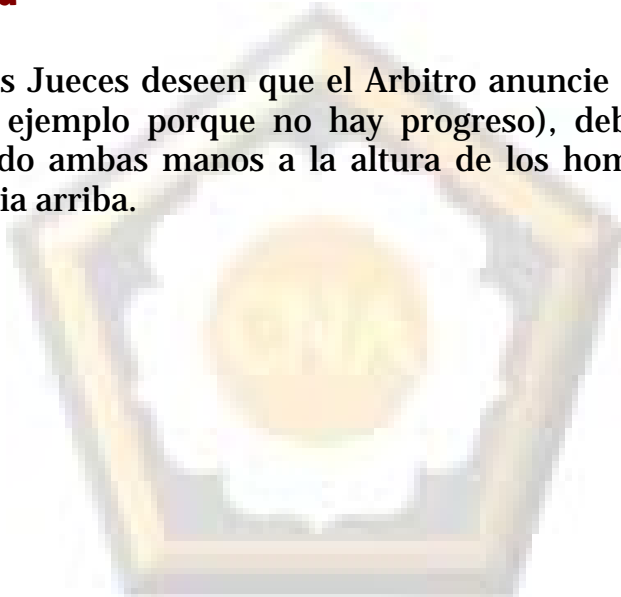 s Jueces deseen que el Arbitro anuncie
ejemplo porque no hay progreso), deb
do ambas manos a la altura de los hom
ia arriba.